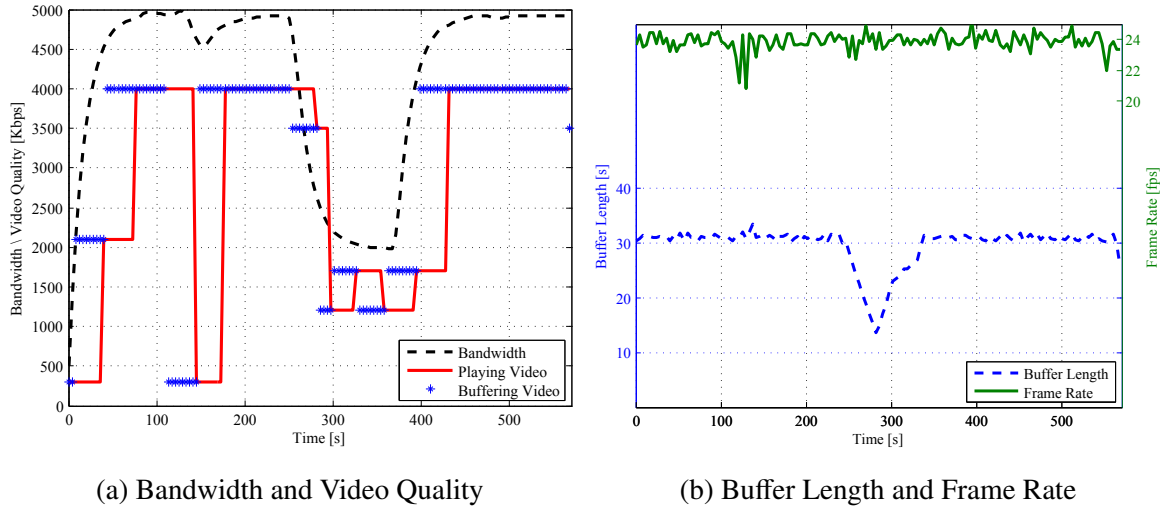 5000
4500
4000
3500
3000
2500
2000
1500
1000
500
0
Bandwidth \ Video Quality [Kbps]
0 100 200 300 400 500
Time [s]
Bandwidth
Playing Video
Buffering Video
(a) Bandwidth and Video Quality
40
30
20
10
Buffer Length [s]
24
22
20
Frame Rate [fps]
0 100 200 300 400 500
Time [s]
Buffer Length
Frame Rate
(b) Buffer Length and Frame Rate